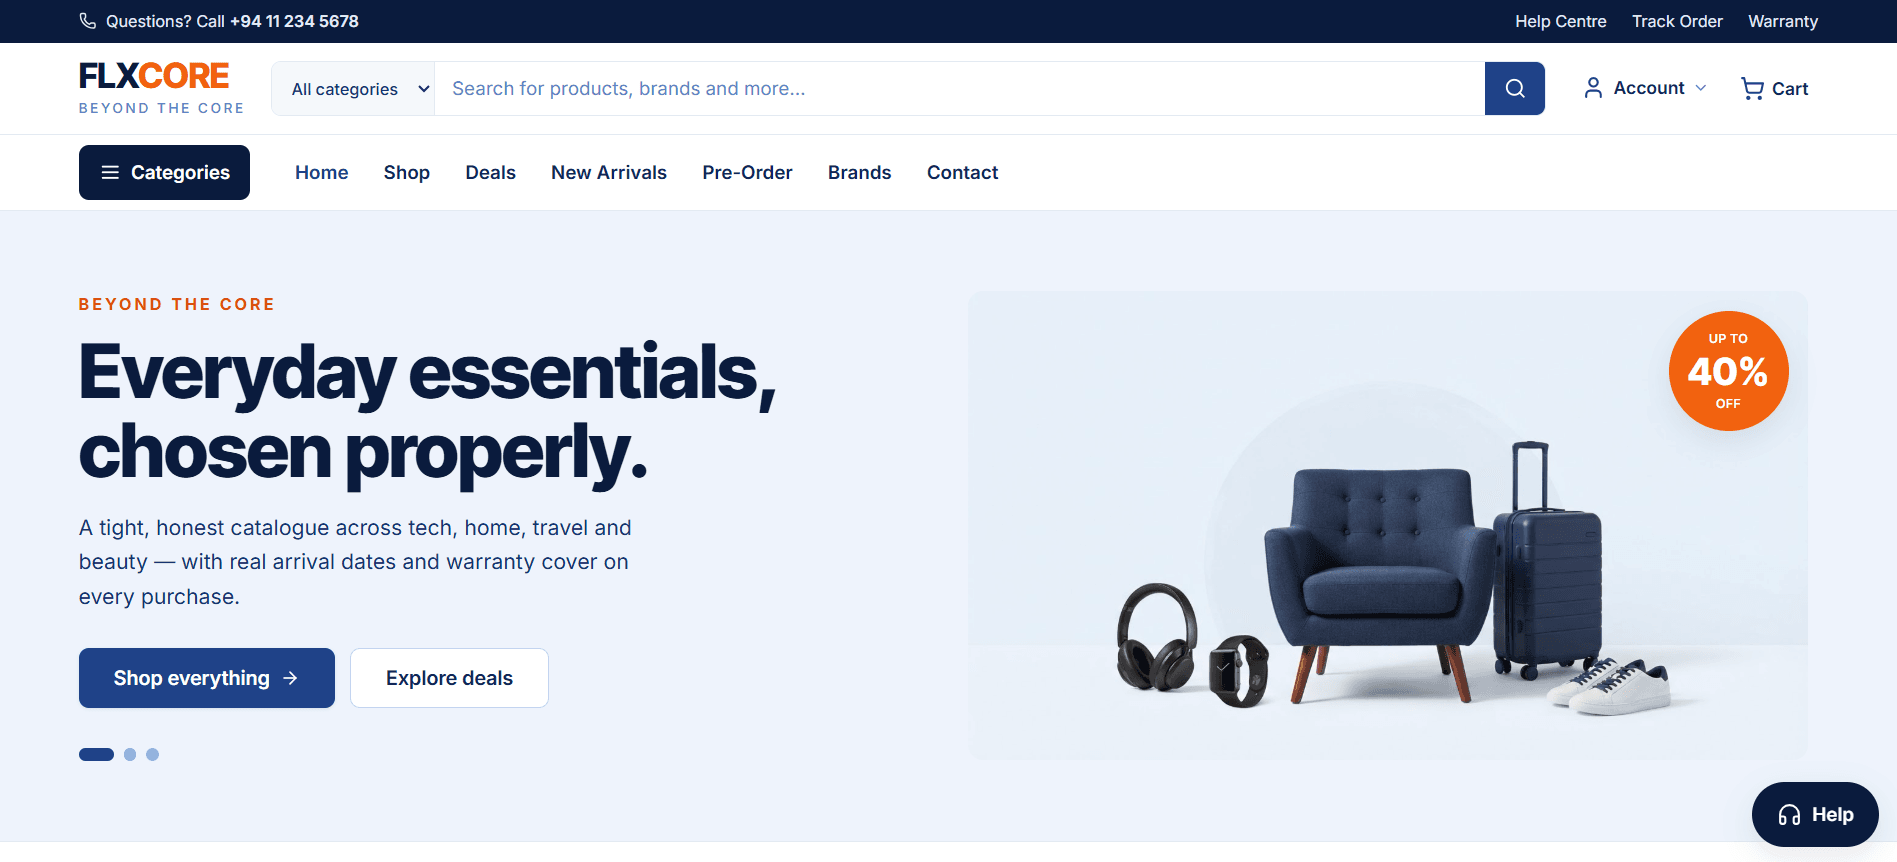 Questions? Call +94 11 234 5678
Help Centre
Track Order
Warranty
FLXCORE
BEYOND THE CORE
All categories
Search for products, brands and more...
Account
Cart
Categories
Home
Shop
Deals
New Arrivals
Pre-Order
Brands
Contact
BEYOND THE CORE
Everyday essentials,
chosen properly.
A tight, honest catalogue across tech, home, travel and
beauty — with real arrival dates and warranty cover on
every purchase.
Shop everything
Explore deals
UP TO
40%
OFF
Help